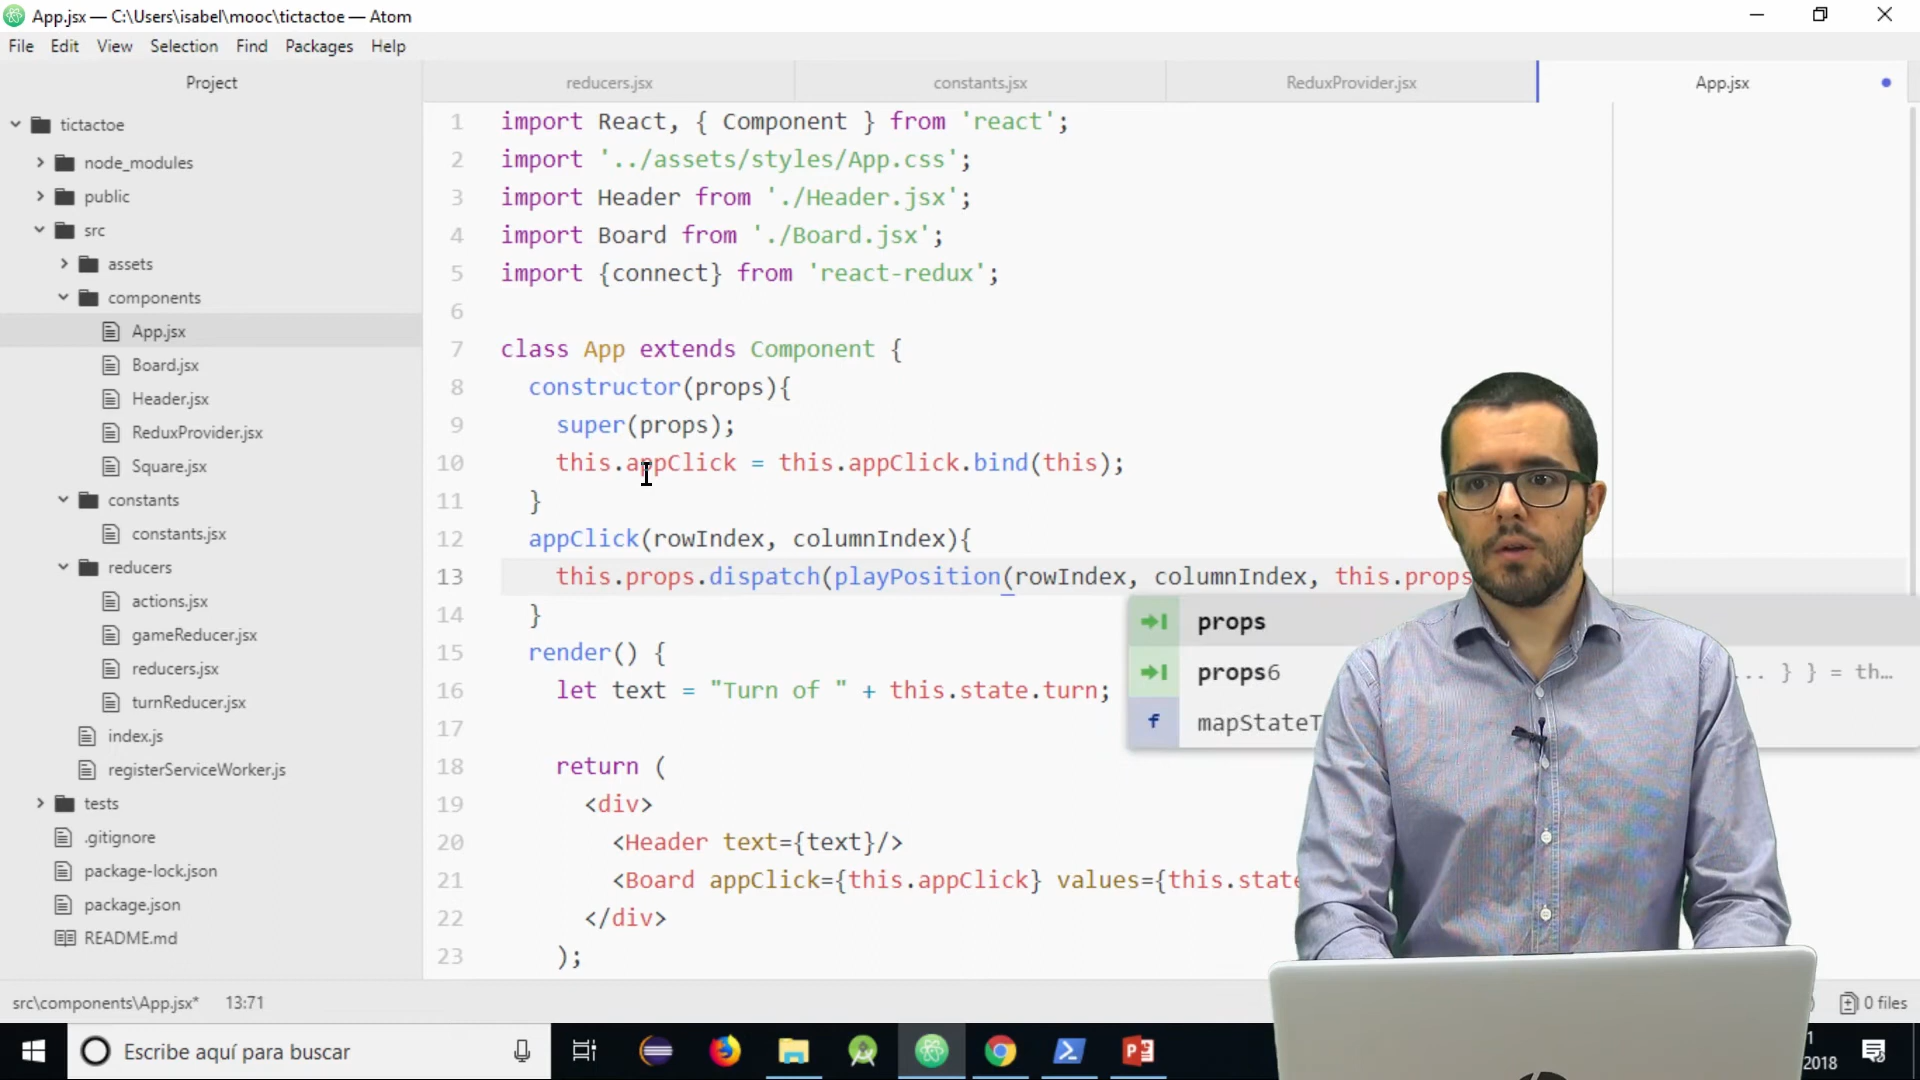 App.jsx — C:\Users\isabel\mooc\tictactoe — Atom
File Edit View Selection Find Packages Help
Project
reducers.jsx constants.jsx ReduxProvider.jsx App.jsx
tictactoe
node_modules
public
src
assets
components
App.jsx
Board.jsx
Header.jsx
ReduxProvider.jsx
Square.jsx
constants
constants.jsx
reducers
actions.jsx
gameReducer.jsx
reducers.jsx
turnReducer.jsx
index.js
registerServiceWorker.js
tests
.gitignore
package-lock.json
package.json
README.md
1 import React, { Component } from 'react';
2 import '../assets/styles/App.css';
3 import Header from './Header.jsx';
4 import Board from './Board.jsx';
5 import {connect} from 'react-redux';
6
7 class App extends Component {
8 constructor(props){
9 super(props);
10 this.appClick = this.appClick.bind(this);
11 }
12 appClick(rowIndex, columnIndex){
13 this.props.dispatch(playPosition(rowIndex, columnIndex, this.props
14 }
15 render() {
16 let text = "Turn of " + this.state.turn;
17
18 return (
19 <div>
20 <Header text={text}/>
21 <Board appClick={this.appClick} values={this.state
22 </div>
23 );
props
props6 ... } } = th...
mapStateT
src\components\App.jsx* 13:71
0 files
Escribe aquí para buscar
2018